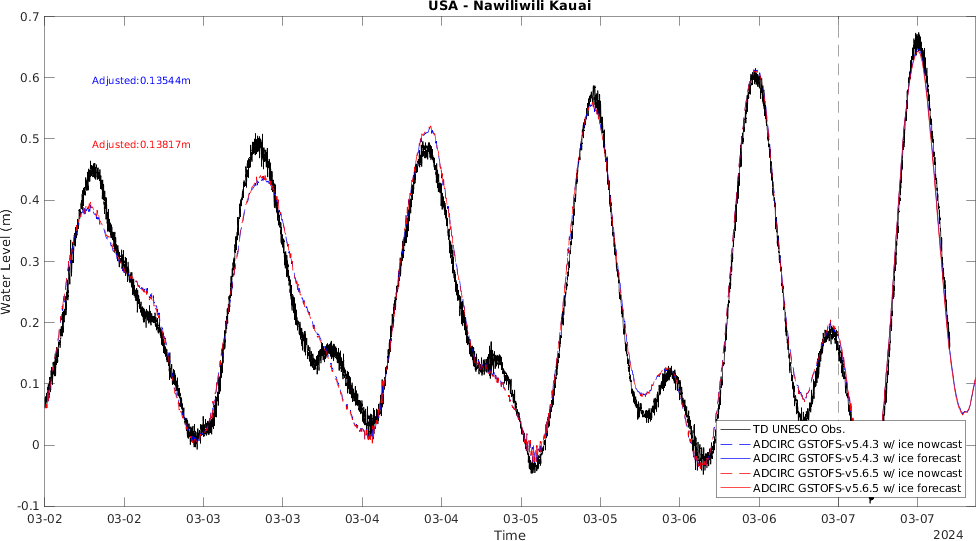 USA - Nawiliwili Kauai
0.7
0.6
0.5
0.4
0.3
0.2
0.1
0
-0.1
Water Level (m)
Adjusted:0.13544m
Adjusted:0.13817m
TD UNESCO Obs.
ADCIRC GSTOFS-v5.4.3 w/ ice nowcast
ADCIRC GSTOFS-v5.4.3 w/ ice forecast
ADCIRC GSTOFS-v5.6.5 w/ ice nowcast
ADCIRC GSTOFS-v5.6.5 w/ ice forecast
03-02 03-02 03-03 03-03 03-04 03-04 03-05 03-05 03-06 03-06 03-07 03-07
Time
2024